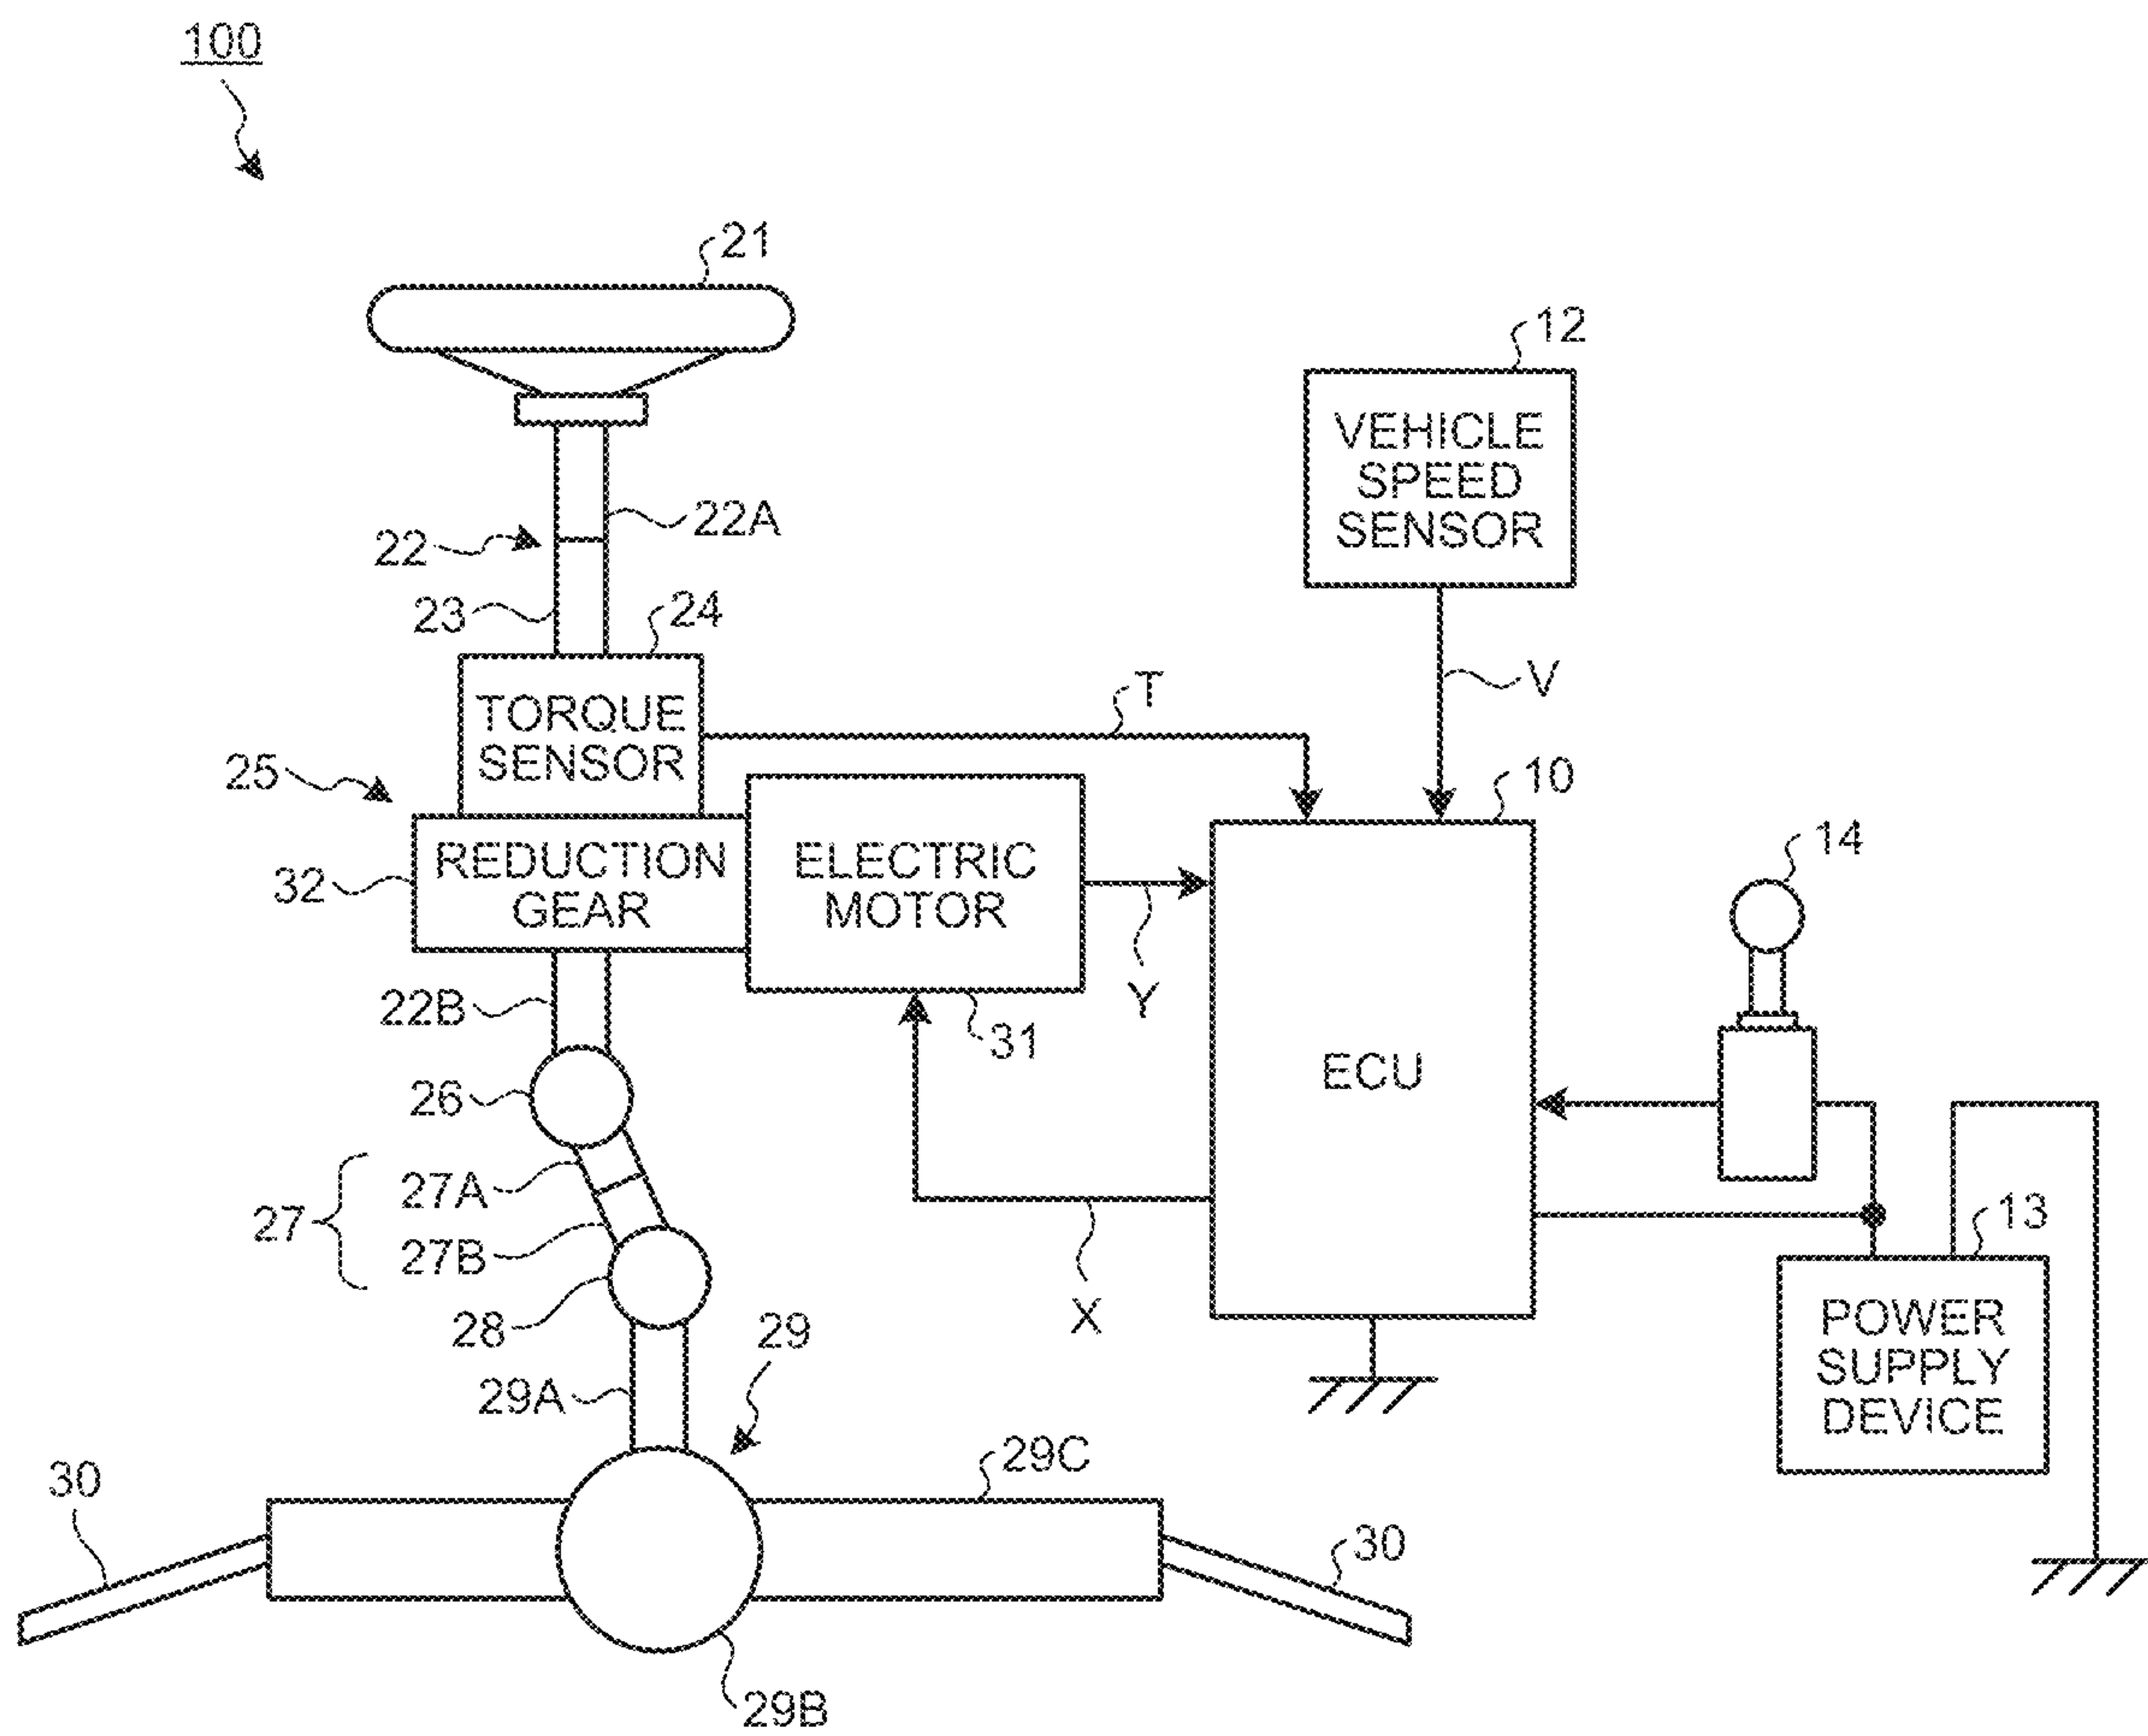 100
21
12
VEHICLE
SPEED
SENSOR
22A
22
23
24
V
T
TORQUE
SENSOR
25
10
14
REDUCTION
GEAR
32
ELECTRIC
MOTOR
Y
22B
31
ECU
26
27A
27
27B
13
X
28
29
POWER
SUPPLY
DEVICE
29A
29C
30
30
29B